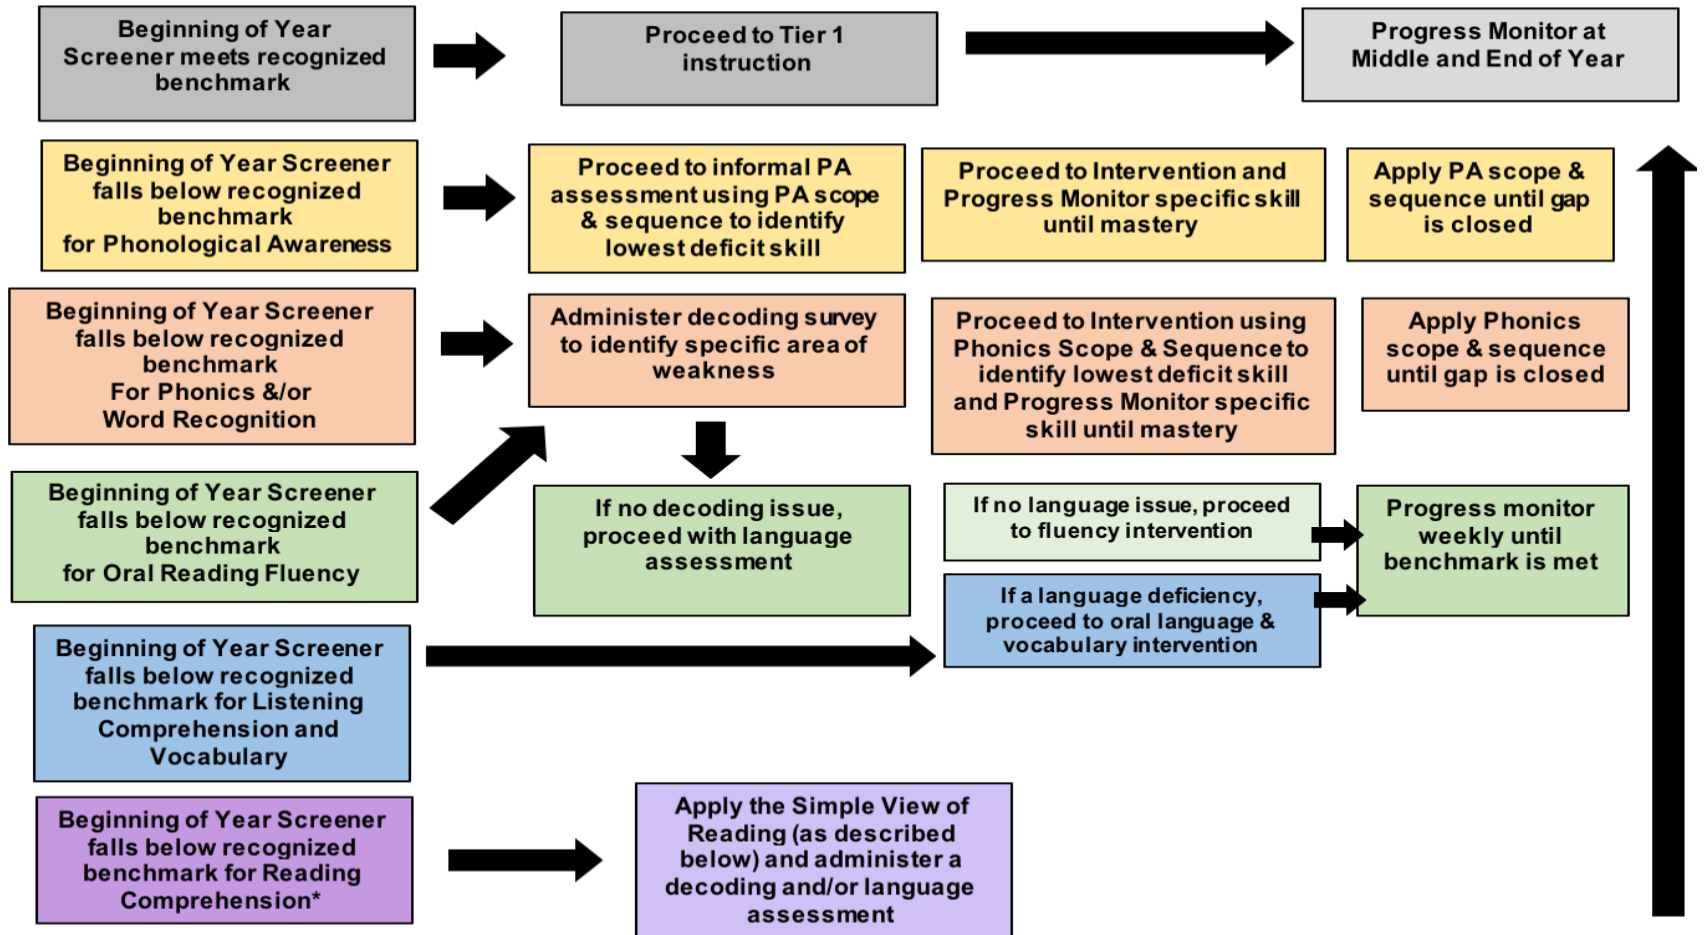 Beginning of Year
Screener meets recognized
benchmark
Proceed to Tier 1
instruction
Progress Monitor at
Middle and End of Year
Beginning of Year Screener
falls below recognized
benchmark
for Phonological Awareness
Proceed to informal PA
assessment using PA scope
& sequence to identify
lowest deficit skill
Proceed to Intervention and
Progress Monitor specific skill
until mastery
Apply PA scope &
sequence until gap
is closed
Beginning of Year Screener
falls below recognized
benchmark
For Phonics &/or
Word Recognition
Administer decoding survey
to identify specific area of
weakness
Proceed to Intervention using
Phonics Scope & Sequence to
identify lowest deficit skill
and Progress Monitor specific
skill until mastery
Apply Phonics
scope & sequence
until gap is closed
Beginning of Year Screener
falls below recognized
benchmark
for Oral Reading Fluency
If no decoding issue,
proceed with language
assessment
If no language issue, proceed
to fluency intervention
Progress monitor
weekly until
benchmark is met
If a language deficiency,
proceed to oral language &
vocabulary intervention
Beginning of Year Screener
falls below recognized
benchmark for Listening
Comprehension and
Vocabulary
Beginning of Year Screener
falls below recognized
benchmark for Reading
Comprehension*
Apply the Simple View of
Reading (as described
below) and administer a
decoding and/or language
assessment